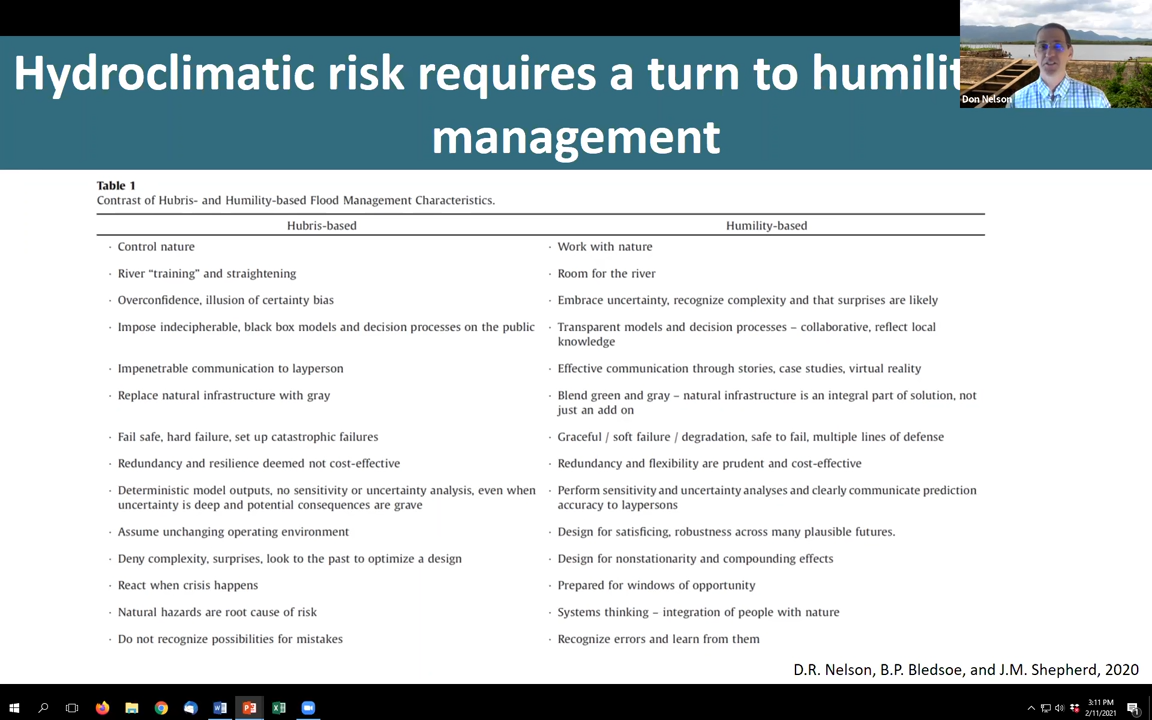 Hydroclimatic risk requires a turn to humili
management
Don Nelson
Table 1
Contrast of Hubris- and Humility-based Flood Management Characteristics.
Hubris-based
Humility-based
· Control nature
· Work with nature
· River “training” and straightening
· Room for the river
· Overconfidence, illusion of certainty bias
· Embrace uncertainty, recognize complexity and that surprises are likely
· Impose indecipherable, black box models and decision processes on the public
· Transparent models and decision processes – collaborative, reflect local
knowledge
· Impenetrable communication to layperson
· Effective communication through stories, case studies, virtual reality
· Replace natural infrastructure with gray
· Blend green and gray – natural infrastructure is an integral part of solution, not
just an add on
· Fail safe, hard failure, set up catastrophic failures
· Graceful / soft failure / degradation, safe to fail, multiple lines of defense
· Redundancy and resilience deemed not cost-effective
· Redundancy and flexibility are prudent and cost-effective
· Deterministic model outputs, no sensitivity or uncertainty analysis, even when
uncertainty is deep and potential consequences are grave
· Perform sensitivity and uncertainty analyses and clearly communicate prediction
accuracy to laypersons
· Assume unchanging operating environment
· Design for satisficing, robustness across many plausible futures.
· Deny complexity, surprises, look to the past to optimize a design
· Design for nonstationarity and compounding effects
· React when crisis happens
· Prepared for windows of opportunity
· Natural hazards are root cause of risk
· Systems thinking – integration of people with nature
· Do not recognize possibilities for mistakes
· Recognize errors and learn from them
D.R. Nelson, B.P. Bledsoe, and J.M. Shepherd, 2020
3:11 PM
2/11/2021